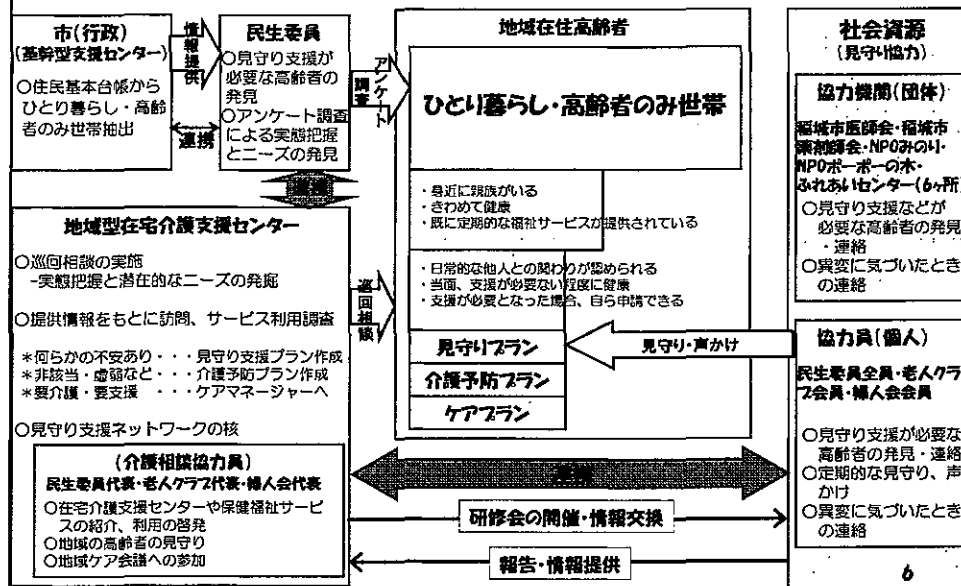 市(行政)
(基幹型支援センター)
○住民基本台帳から
ひとり暮らし・高齢
者のみ世帯抽出
情報提供
連携
民生委員
○見守り支援が
必要な高齢者の
発見
○アンケート調査
による実態把握
とニーズの発見
アンケート
調査
連携
地域在住高齢者
ひとり暮らし・高齢者のみ世帯
・身近に親族がいる
・きわめて健康
・既に定期的な福祉サービスが提供されている
・日常的な他人との関わりが認められる
・当面、支援が必要ない程度に健康
・支援が必要となった場合、自ら申請できる
見守りプラン
介護予防プラン
ケアプラン
地域型在宅介護支援センター
○巡回相談の実施
-実態把握と潜在的なニーズの発掘
○提供情報をもとに訪問、サービス利用調査
*何らかの不安あり・・・見守り支援プラン作成
*非該当・虚弱など・・・介護予防プラン作成
*要介護・要支援 ・・・ケアマネージャーへ
○見守り支援ネットワークの核
(介護相談協力員)
民生委員代表・老人クラブ代表・婦人会代表
○在宅介護支援センターや保健福祉サービ
スの紹介、利用の啓発
○地域の高齢者の見守り
○地域ケア会議への参加
巡回相談
見守り・声かけ
連携
研修会の開催・情報交換
報告・情報提供
社会資源
(見守り協力)
協力機関(団体)
稲城市医師会・稲城市
薬剤師会・NPOみのり・
NPOポーポーの木・
ふれあいセンター(6ヶ所)
○見守り支援などが
必要な高齢者の発見
・連絡
○異変に気づいたとき
の連絡
協力員(個人)
民生委員全員・老人クラ
ブ会員・婦人会会員
○見守り支援が必要な
高齢者の発見・連絡
○定期的な見守り、声
かけ
○異変に気づいたとき
の連絡
6